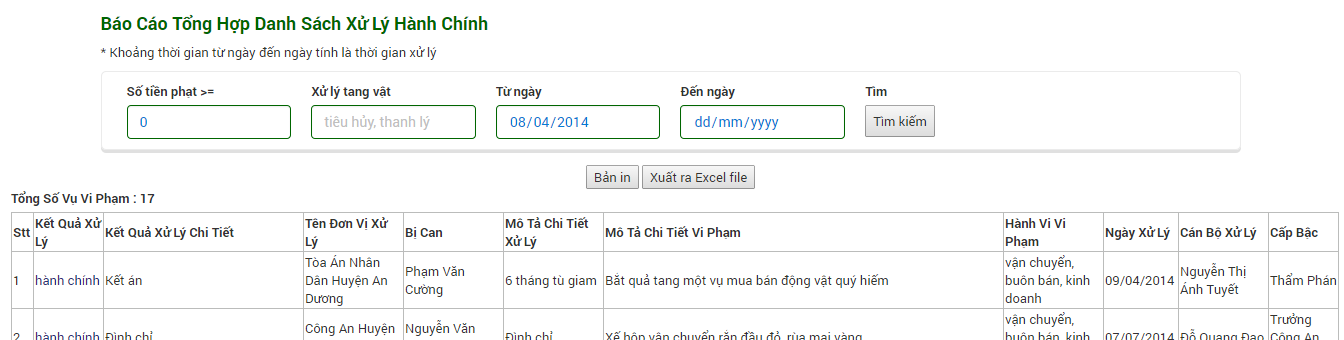 Báo Cáo Tổng Hợp Danh Sách Xử Lý Hành Chính
* Khoảng thời gian từ ngày đến ngày tính là thời gian xử lý
Số tiền phạt >= Xử lý tang vật Từ ngày Đến ngày Tìm
0 tiêu hủy, thanh lý 08/04/2014 dd/mm/yyyy Tìm kiếm
Bản in Xuất ra Excel file
Tổng Số Vụ Vi Phạm : 17
Stt Kết Quả Xử Lý Kết Quả Xử Lý Chi Tiết Tên Đơn Vị Xử Lý Bị Can Mô Tả Chi Tiết Xử Lý Mô Tả Chi Tiết Vi Phạm Hành Vi Vi Phạm Ngày Xử Lý Cán Bộ Xử Lý Cấp Bậc
1 hành chính Kết án Tòa Án Nhân Dân Huyện An Dương Phạm Văn Cường 6 tháng tù giam Bắt quả tang một vụ mua bán động vật quý hiếm vận chuyển, buôn bán, kinh doanh 09/04/2014 Nguyễn Thị Ánh Tuyết Thẩm Phán
2 hành chính Đình chỉ Công An Huyện Nguyễn Văn Đình chỉ Xế hộp vận chuyển rắn đầu đỏ, rùa mai vàng vận chuyển, buôn bán, kinh 07/07/2014 Đỗ Quang Đạo Trưởng Công An